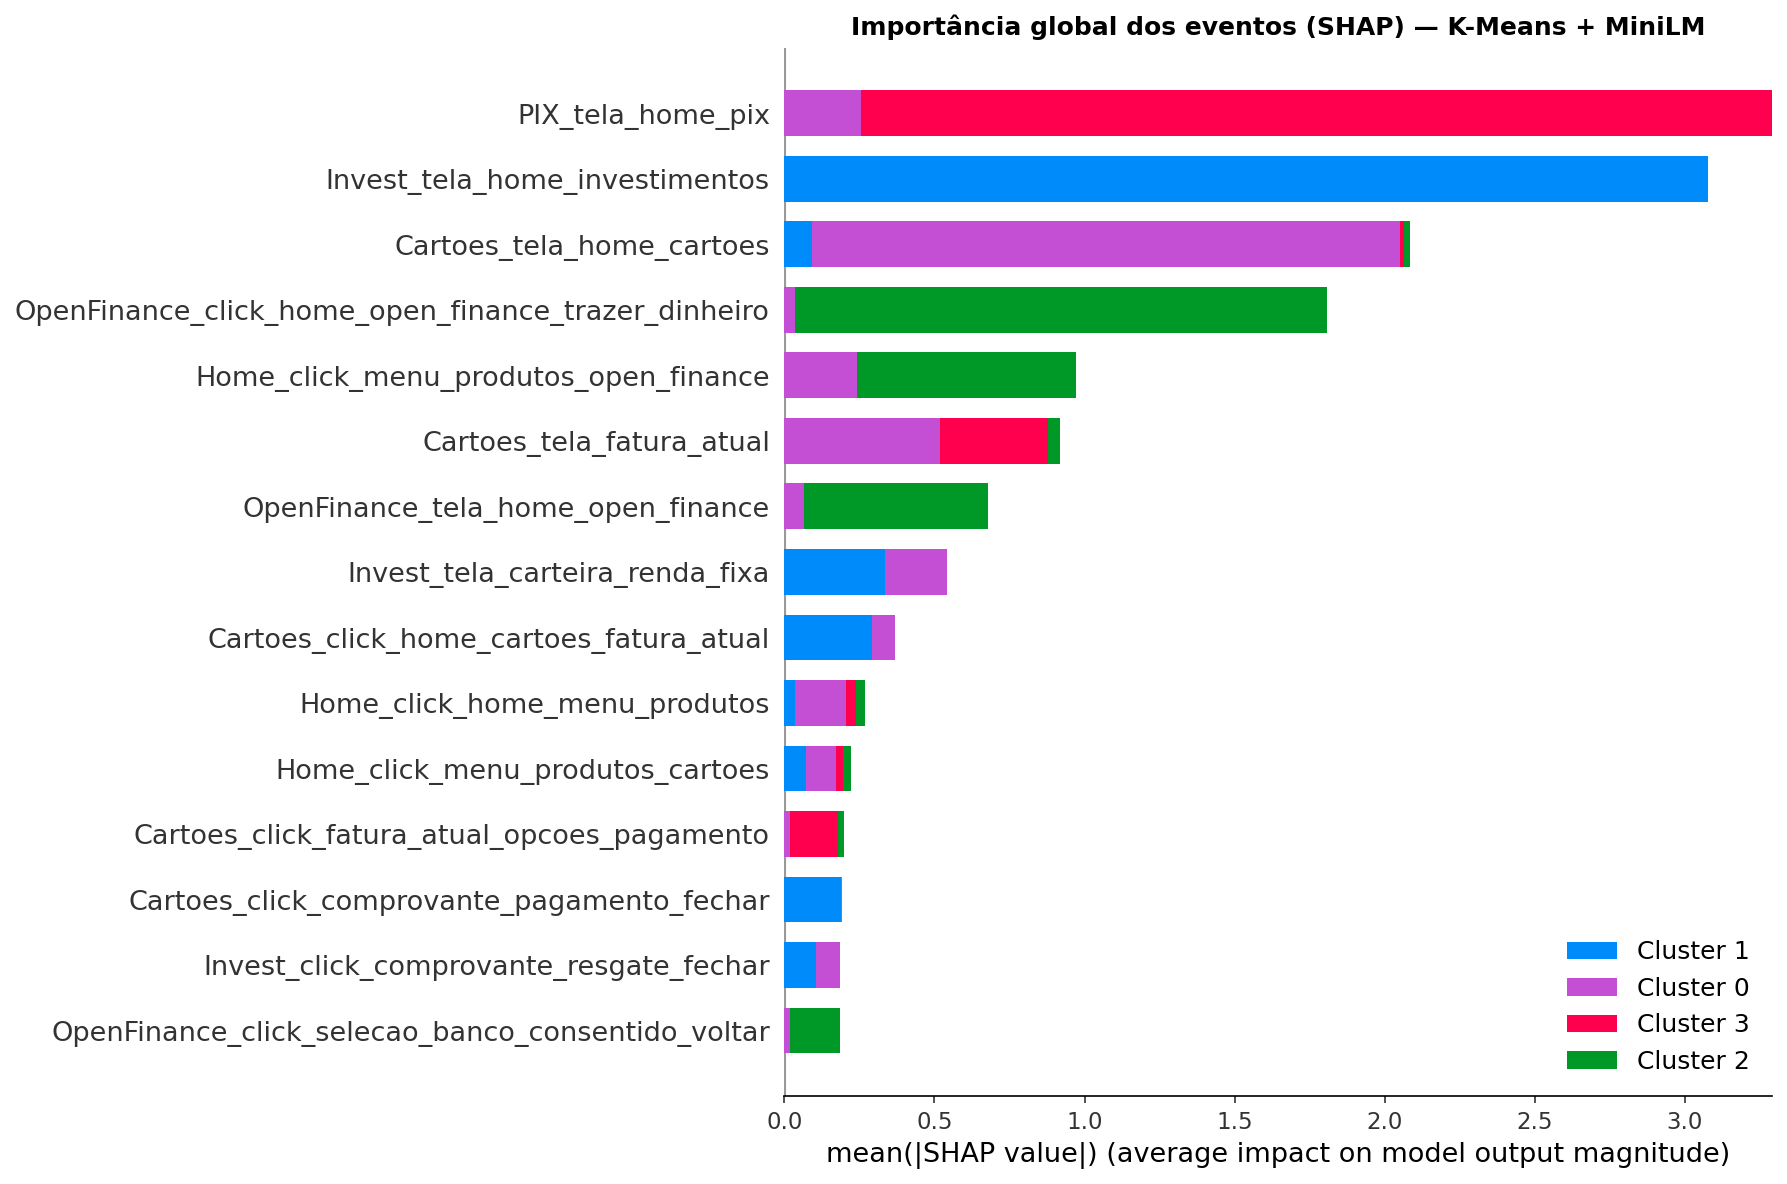 Importância global dos eventos (SHAP) — K-Means + MiniLM
PIX_tela_home_pix
Invest_tela_home_investimentos
Cartoes_tela_home_cartoes
OpenFinance_click_home_open_finance_trazer_dinheiro
Home_click_menu_produtos_open_finance
Cartoes_tela_fatura_atual
OpenFinance_tela_home_open_finance
Invest_tela_carteira_renda_fixa
Cartoes_click_home_cartoes_fatura_atual
Home_click_home_menu_produtos
Home_click_menu_produtos_cartoes
Cartoes_click_fatura_atual_opcoes_pagamento
Cartoes_click_comprovante_pagamento_fechar
Invest_click_comprovante_resgate_fechar
OpenFinance_click_selecao_banco_consentido_voltar
Cluster 1
Cluster 0
Cluster 3
Cluster 2
0.0 0.5 1.0 1.5 2.0 2.5 3.0
mean(|SHAP value|) (average impact on model output magnitude)